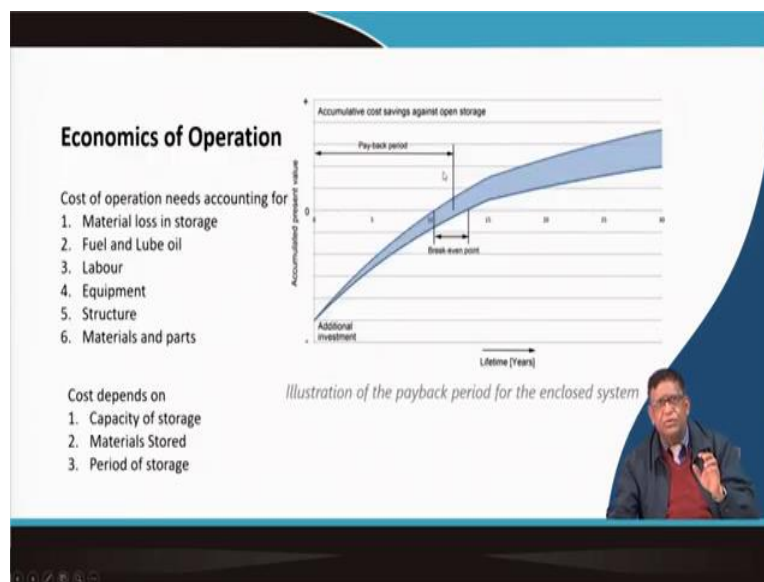 Economics of Operation
Cost of operation needs accounting for
1. Material loss in storage
2. Fuel and Lube oil
3. Labour
4. Equipment
5. Structure
6. Materials and parts
Cost depends on
1. Capacity of storage
2. Materials Stored
3. Period of storage
+
Accumulative cost savings against open storage
Pay-back period
Accumulated present value
0
0 5 10 15 20 25 30
Break-even point
-
Additional
investment
Lifetime [Years]
Illustration of the payback period for the enclosed system